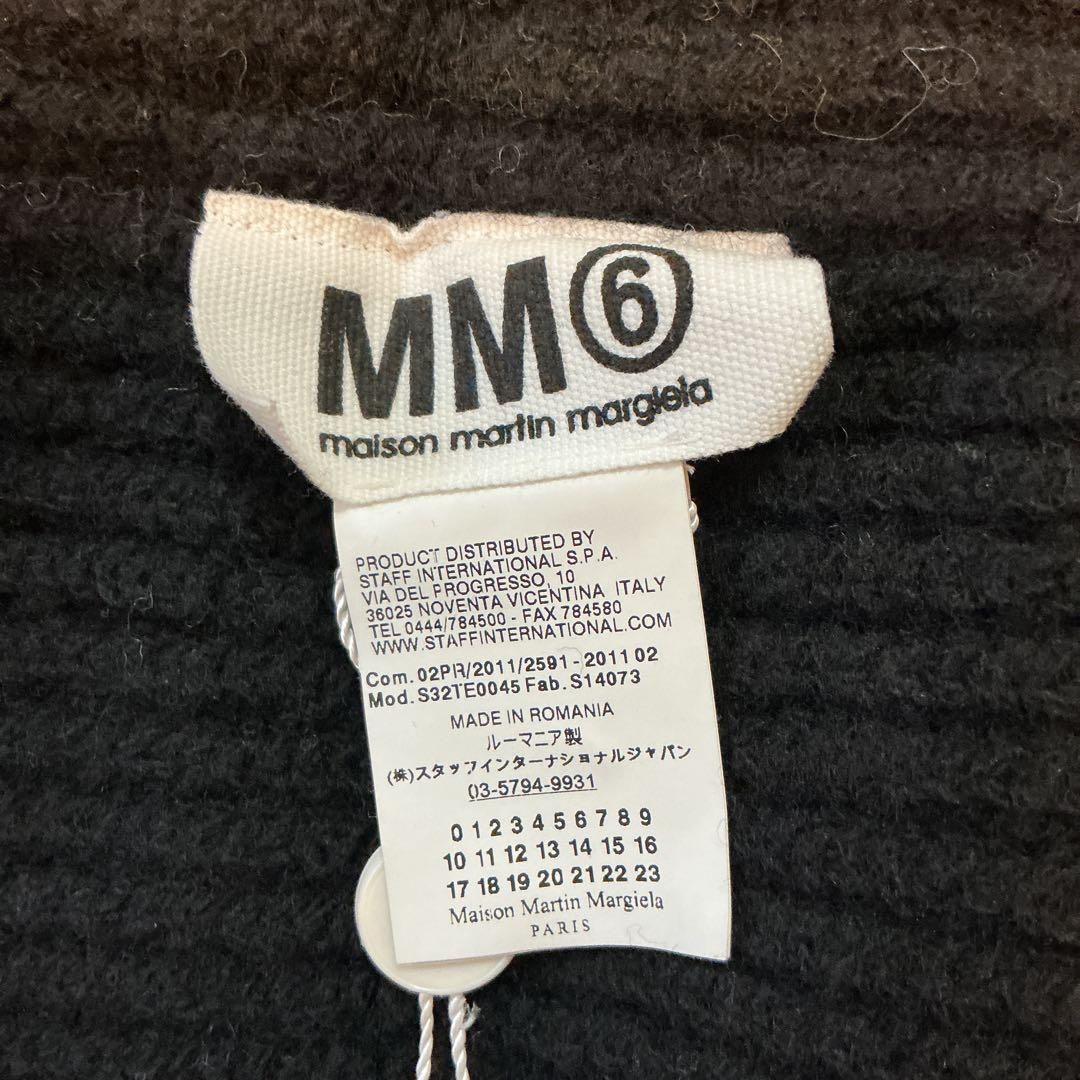 MM⑥
maison martin margiela
PRODUCT DISTRIBUTED BY
STAFF INTERNATIONAL S.P.A.
VIA DEL PROGRESSO, 10
36025 NOVENTA VICENTINA ITALY
TEL 0444/784500 - FAX 784580
WWW.STAFFINTERNATIONAL.COM
Com. 02PR/2011/2591 - 2011 02
Mod. S32TE0045 Fab. S14073
MADE IN ROMANIA
ルーマニア製
(株)スタッフインターナショナルジャパン
03-5794-9931
0 1 2 3 4 5 6 7 8 9
10 11 12 13 14 15 16
17 18 19 20 21 22 23
Maison Martin Margiela
PARIS